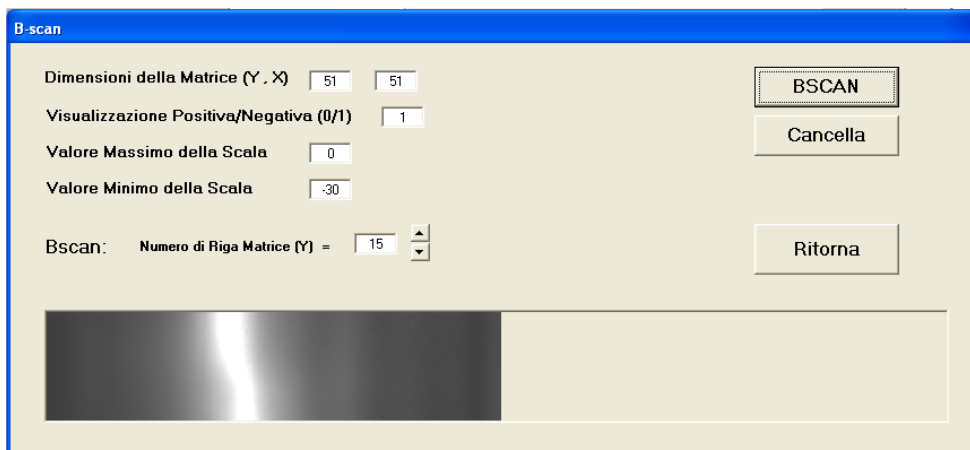 B-scan
Dimensioni della Matrice (Y , X) 51 51
BSCAN
Visualizzazione Positiva/Negativa (0/1) 1
Cancella
Valore Massimo della Scala 0
Valore Minimo della Scala -30
Bscan: Numero di Riga Matrice (Y) = 15
Ritorna